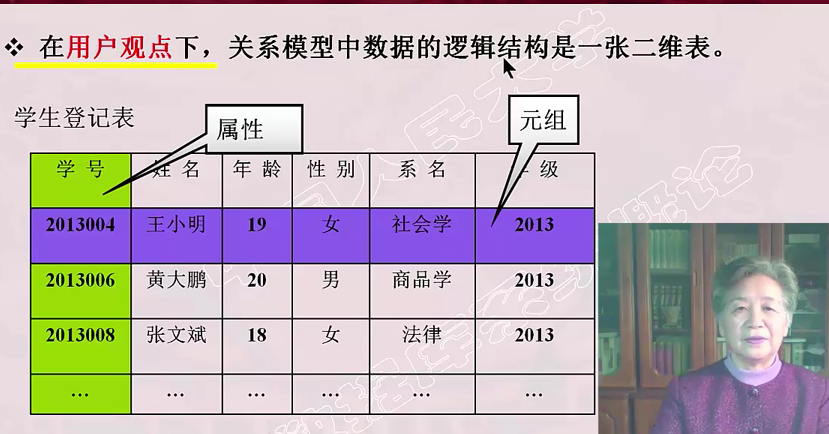 ❖ 在用户观点下，关系模型中数据的逻辑结构是一张二维表。
学生登记表
属性
元组
学 号 姓 名 年 龄 性 别 系 名 级
2013004 王小明 19 女 社会学 2013
2013006 黄大鹏 20 男 商品学 2013
2013008 张文斌 18 女 法律 2013
… … … … … …